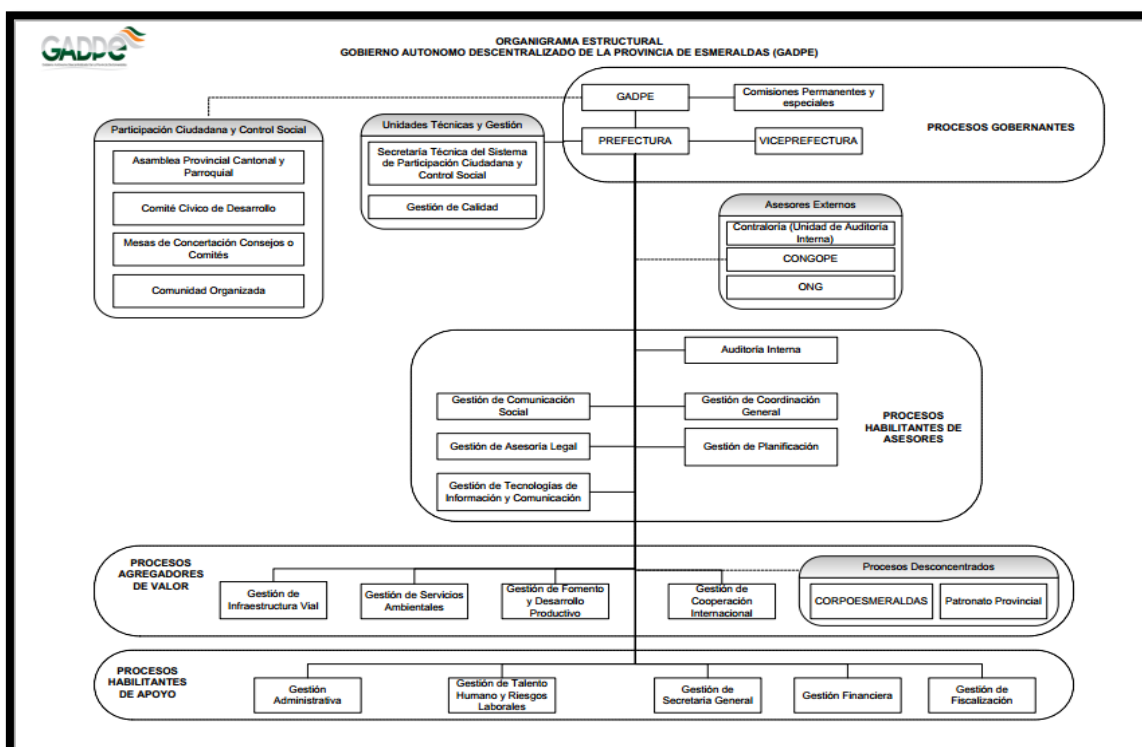 GADPE
ORGANIGRAMA ESTRUCTURAL
GOBIERNO AUTONOMO DESCENTRALIZADO DE LA PROVINCIA DE ESMERALDAS (GADPE)
GADPE
Comisiones Permanentes y
especiales
PROCESOS GOBERNANTES
PREFECTURA
VICEPREFECTURA
Participación Ciudadana y Control Social
Asamblea Provincial Cantonal y
Parroquial
Comité Cívico de Desarrollo
Mesas de Concertación Consejos o
Comités
Comunidad Organizada
Unidades Técnicas y Gestión
Secretaría Técnica del Sistema
de Participación Ciudadana y
Control Social
Gestión de Calidad
Asesores Externos
Contraloría (Unidad de Auditoría
Interna)
CONGOPE
ONG
Auditoría Interna
Gestión de Comunicación
Social
Gestión de Coordinación
General
Gestión de Asesoría Legal
Gestión de Planificación
Gestión de Tecnologías de
Información y Comunicación
PROCESOS
HABILITANTES DE
ASESORES
PROCESOS
AGREGADORES
DE VALOR
Gestión de
Infraestructura Vial
Gestión de Servicios
Ambientales
Gestión de Fomento
y Desarrollo
Productivo
Gestión de
Cooperación
Internacional
Procesos Desconcentrados
CORPOESMERALDAS
Patronato Provincial
PROCESOS
HABILITANTES
DE APOYO
Gestión
Administrativa
Gestión de Talento
Humano y Riesgos
Laborales
Gestión de
Secretaria General
Gestión Financiera
Gestión de
Fiscalización